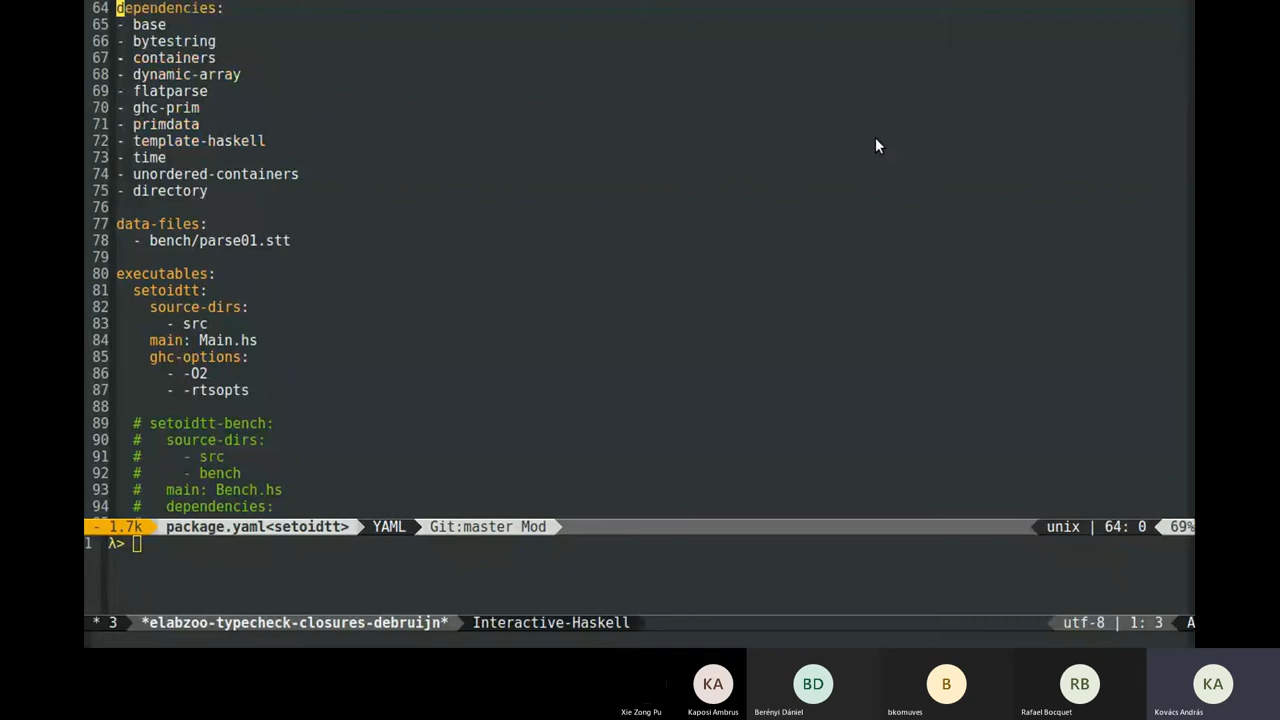 64 dependencies:
65 - base
66 - bytestring
67 - containers
68 - dynamic-array
69 - flatparse
70 - ghc-prim
71 - primdata
72 - template-haskell
73 - time
74 - unordered-containers
75 - directory
76
77 data-files:
78   - bench/parse01.stt
79
80 executables:
81   setoidtt:
82     source-dirs:
83       - src
84     main: Main.hs
85     ghc-options:
86       - -O2
87       - -rtsopts
88
89   # setoidtt-bench:
90   #   source-dirs:
91   #     - src
92   #     - bench
93   #   main: Bench.hs
94   #   dependencies:
- 1.7k package.yaml<setoidtt> YAML Git:master Mod unix | 64: 0 69%
1 λ>
* 3 *elabzoo-typecheck-closures-debruijn* Interactive-Haskell utf-8 | 1: 3 A
KA BD B RB KA
Xie Zong Pu Kaposi Ambrus Berényi Dániel bkomuves Rafael Bocquet Kovács András